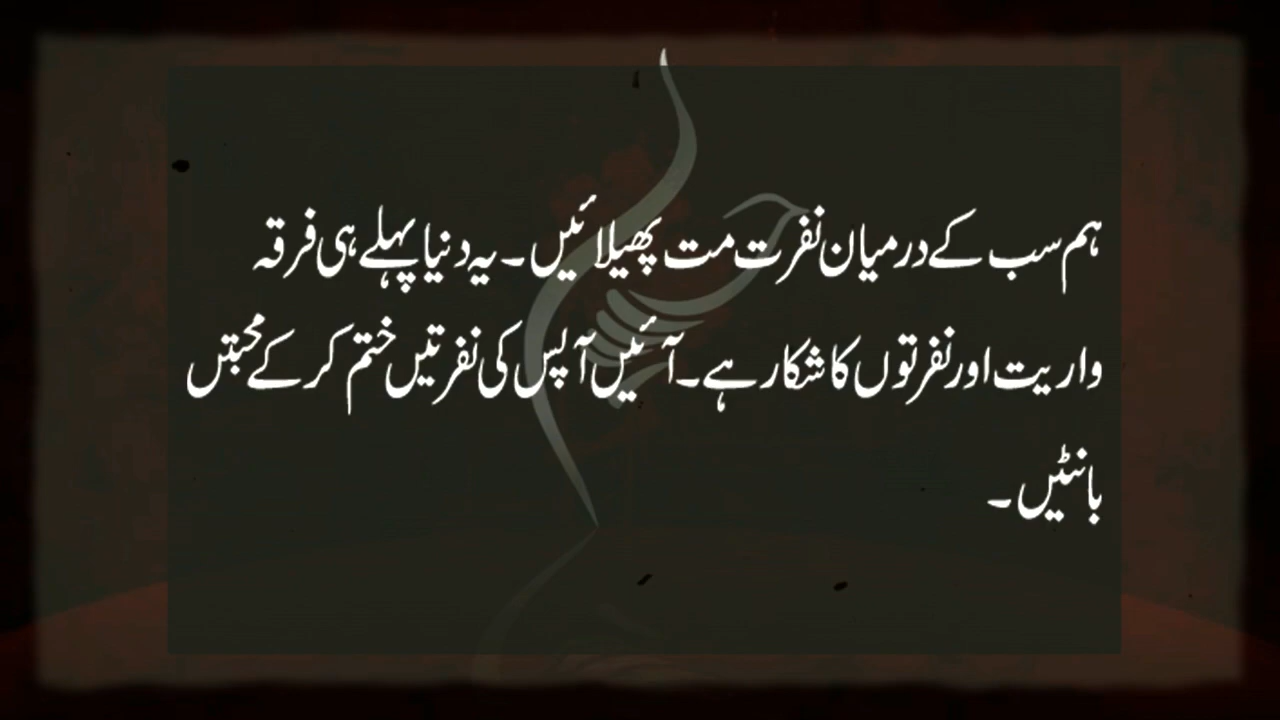 ہم سب کے درمیان نفرت مت پھیلائیں۔ یہ دنیا پہلے ہی فرقہ
واریت اور نفرتوں کا شکار ہے۔ آئیں آپس کی نفرتیں ختم کر کے محبتں
بانٹیں۔